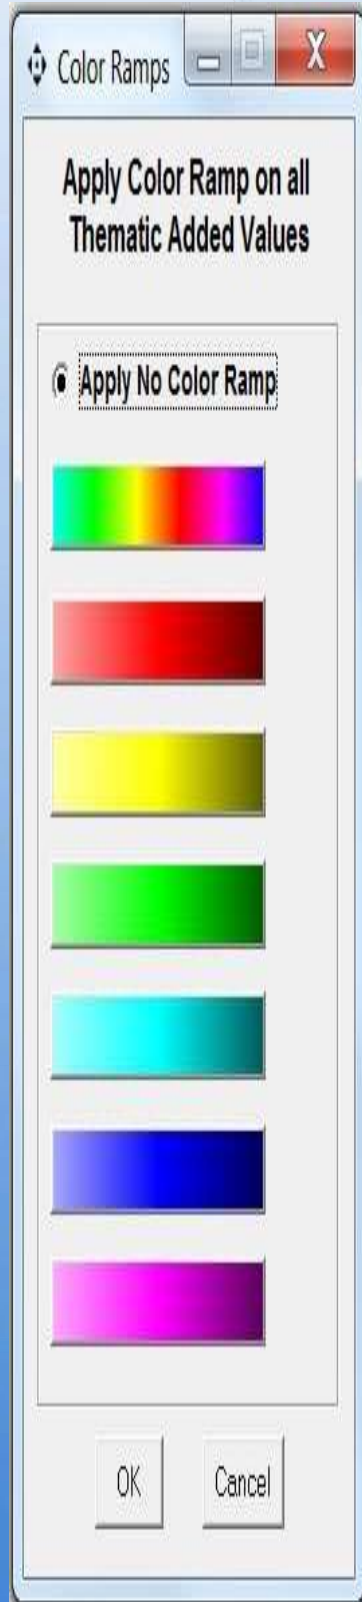 Color Ramps
Apply Color Ramp on all
Thematic Added Values
Apply No Color Ramp
OK Cancel